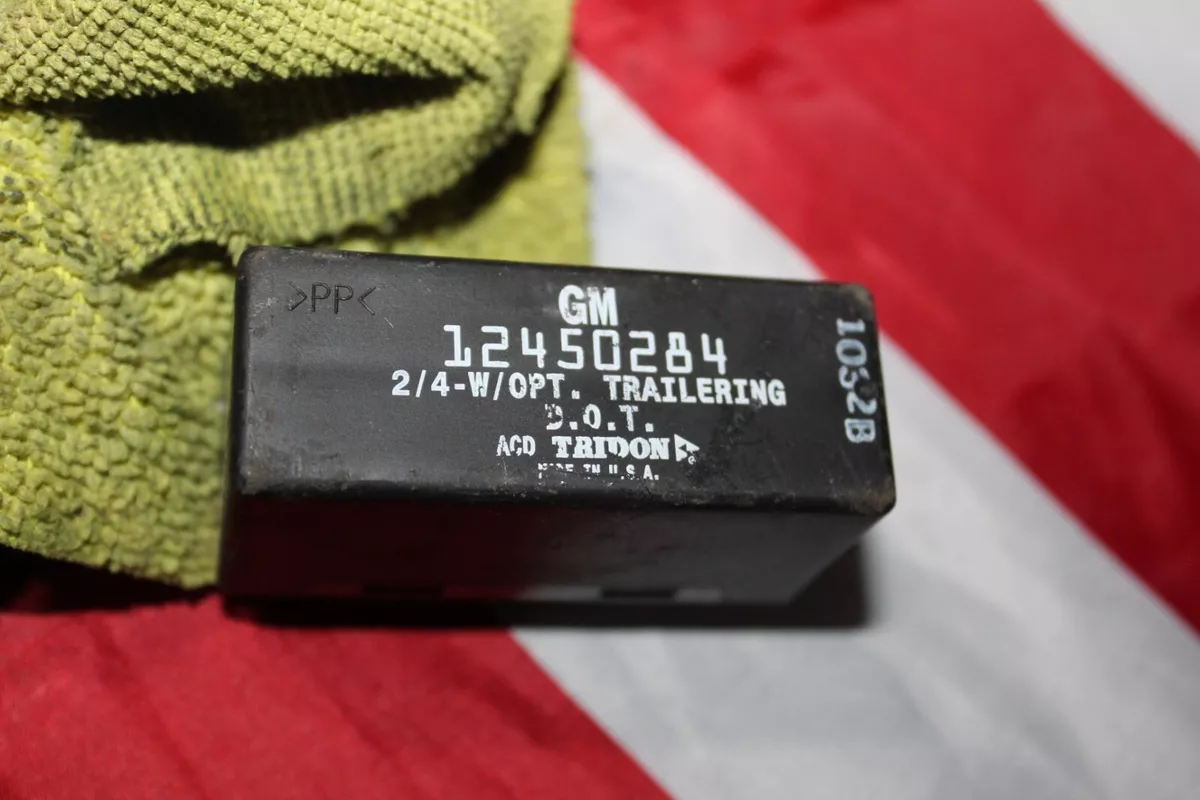 >PP<
GM
12450284
2/4-W/OPT. TRAILERING
D.O.T.
ACD TRIDON
MADE IN U.S.A.
1032B